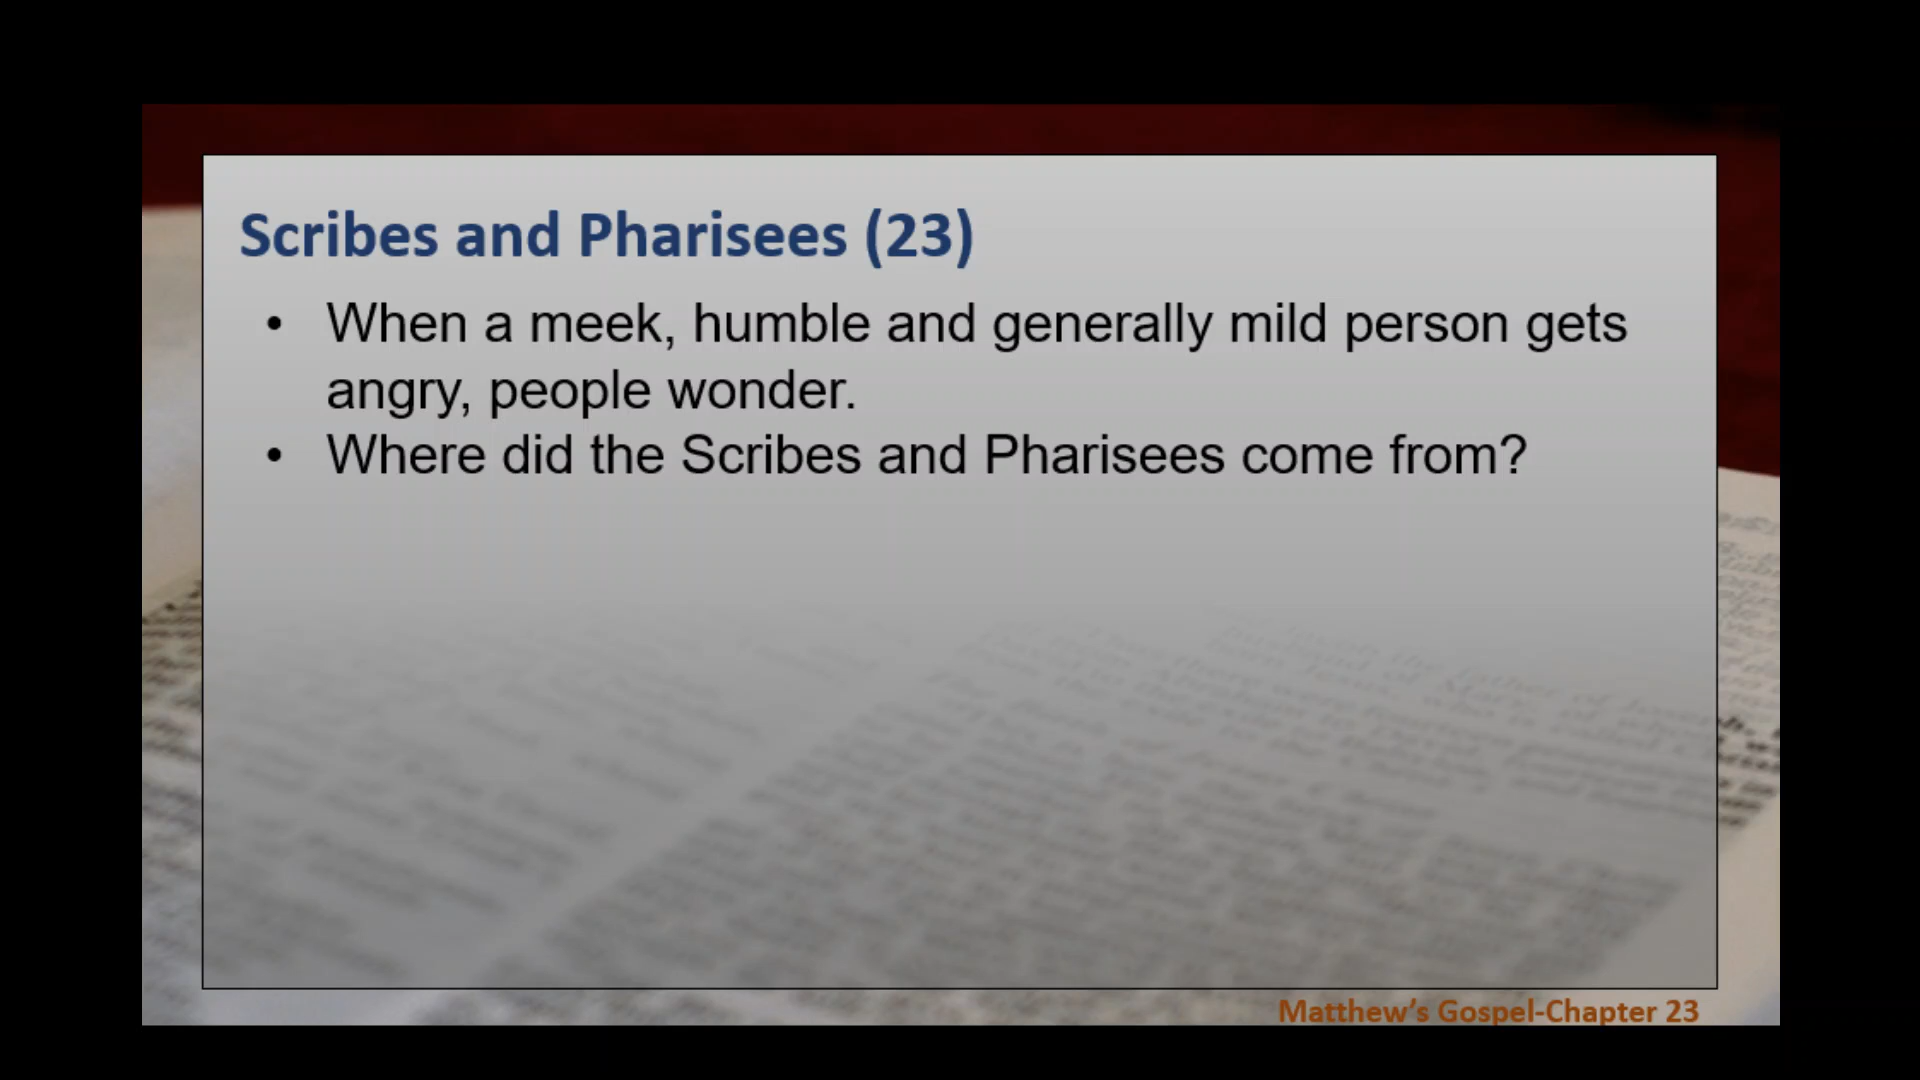 Scribes and Pharisees (23)
• When a meek, humble and generally mild person gets
angry, people wonder.
• Where did the Scribes and Pharisees come from?
Matthew’s Gospel-Chapter 23